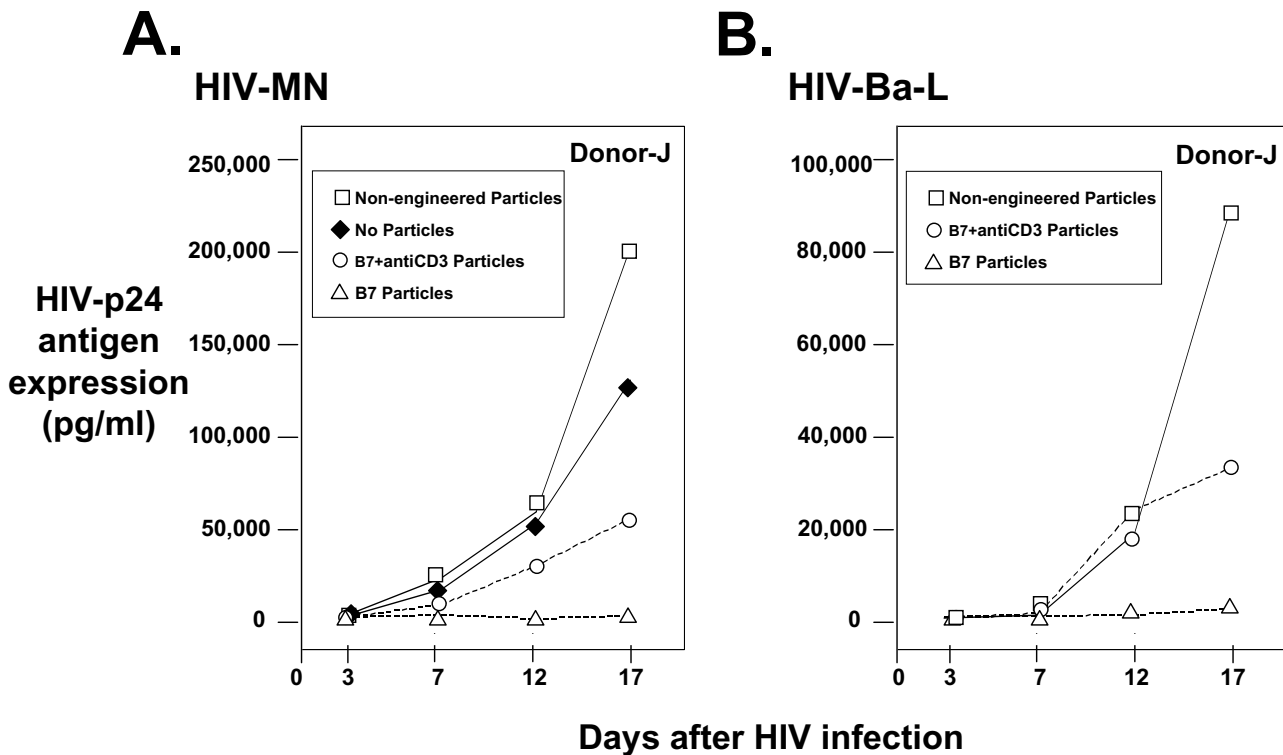 A.
HIV-MN
Donor-J
Non-engineered Particles
No Particles
B7+antiCD3 Particles
B7 Particles
250,000
200,000
150,000
100,000
50,000
0
0 3 7 12 17
HIV-p24
antigen
expression
(pg/ml)
B.
HIV-Ba-L
Donor-J
Non-engineered Particles
B7+antiCD3 Particles
B7 Particles
100,000
80,000
60,000
40,000
20,000
0
0 3 7 12 17
Days after HIV infection